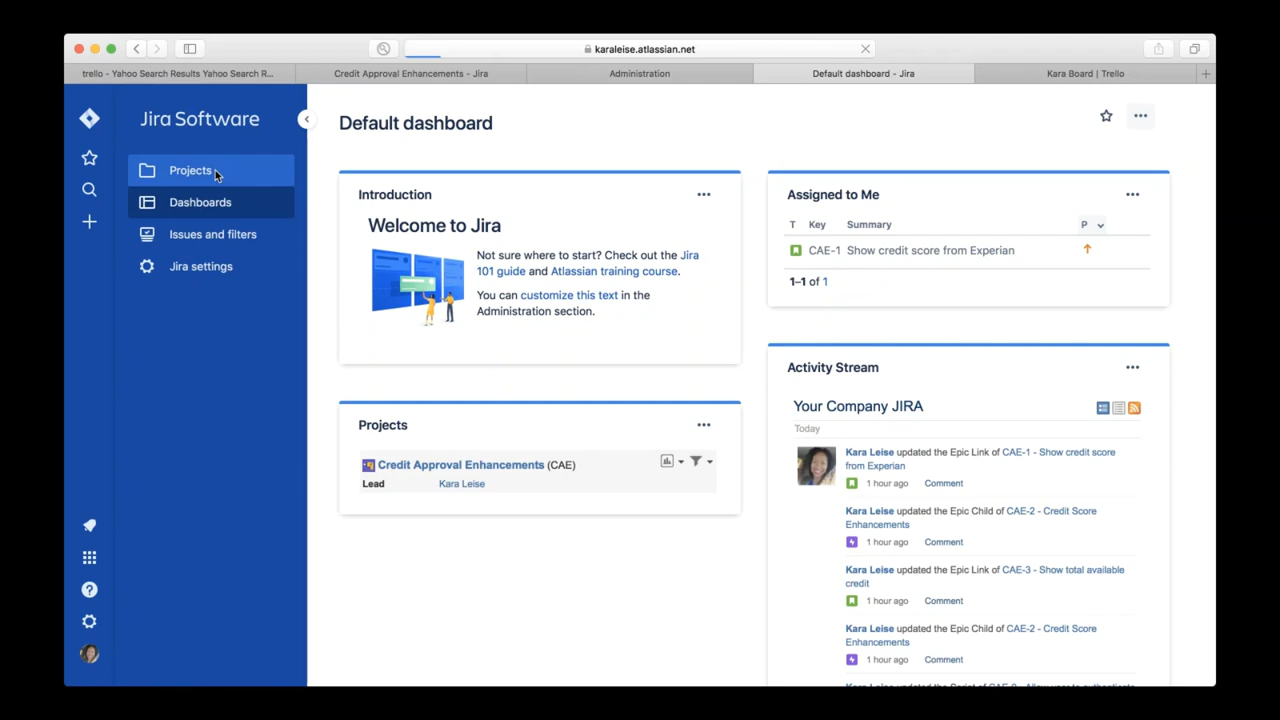 karaleise.atlassian.net
trello - Yahoo Search Results Yahoo Search R...
Credit Approval Enhancements - Jira
Administration
Default dashboard - Jira
Kara Board | Trello
Jira Software
Projects
Dashboards
Issues and filters
Jira settings
Default dashboard
Introduction
Welcome to Jira
Not sure where to start? Check out the Jira
101 guide and Atlassian training course.
You can customize this text in the
Administration section.
Projects
Credit Approval Enhancements (CAE)
Lead Kara Leise
Assigned to Me
T Key Summary P
CAE-1 Show credit score from Experian
1–1 of 1
Activity Stream
Your Company JIRA
Today
Kara Leise updated the Epic Link of CAE-1 - Show credit score
from Experian
1 hour ago Comment
Kara Leise updated the Epic Child of CAE-2 - Credit Score
Enhancements
1 hour ago Comment
Kara Leise updated the Epic Link of CAE-3 - Show total available
credit
1 hour ago Comment
Kara Leise updated the Epic Child of CAE-2 - Credit Score
Enhancements
1 hour ago Comment